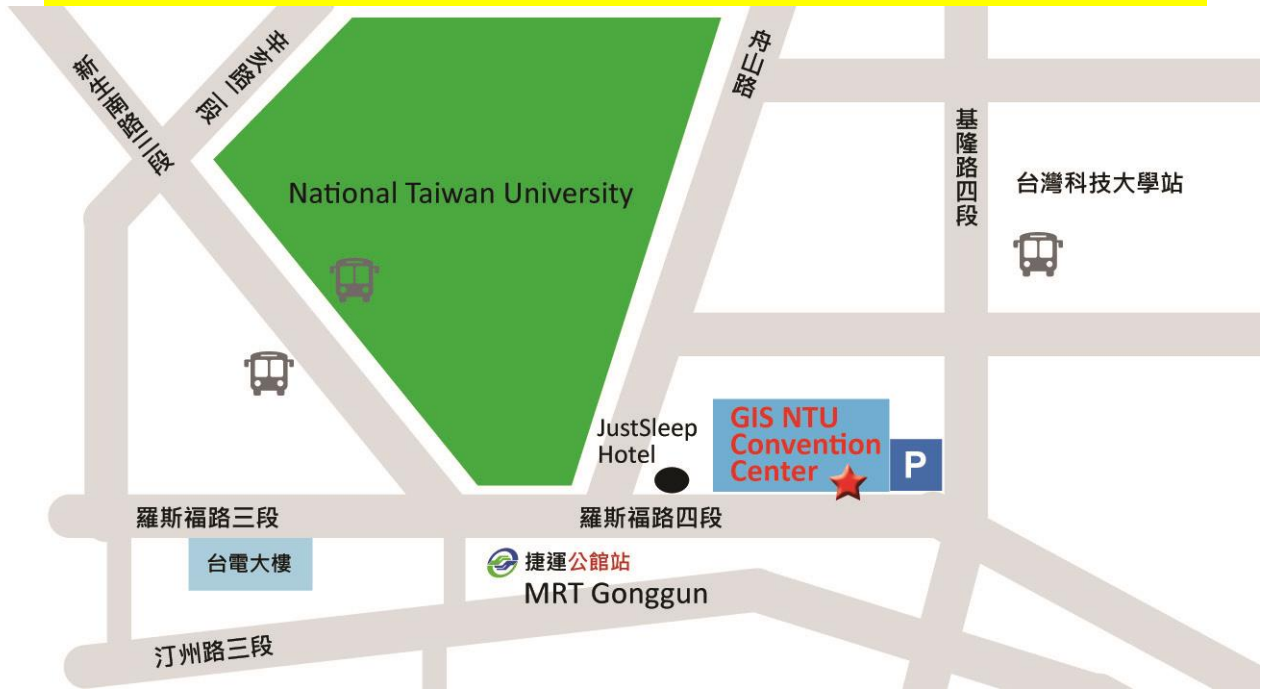 辛亥路二段
新生南路三段
舟山路
基隆路四段
National Taiwan University
台灣科技大學站
JustSleep
Hotel
GIS NTU
Convention
Center
P
羅斯福路三段
羅斯福路四段
台電大樓
捷運公館站
MRT Gonggun
汀州路三段